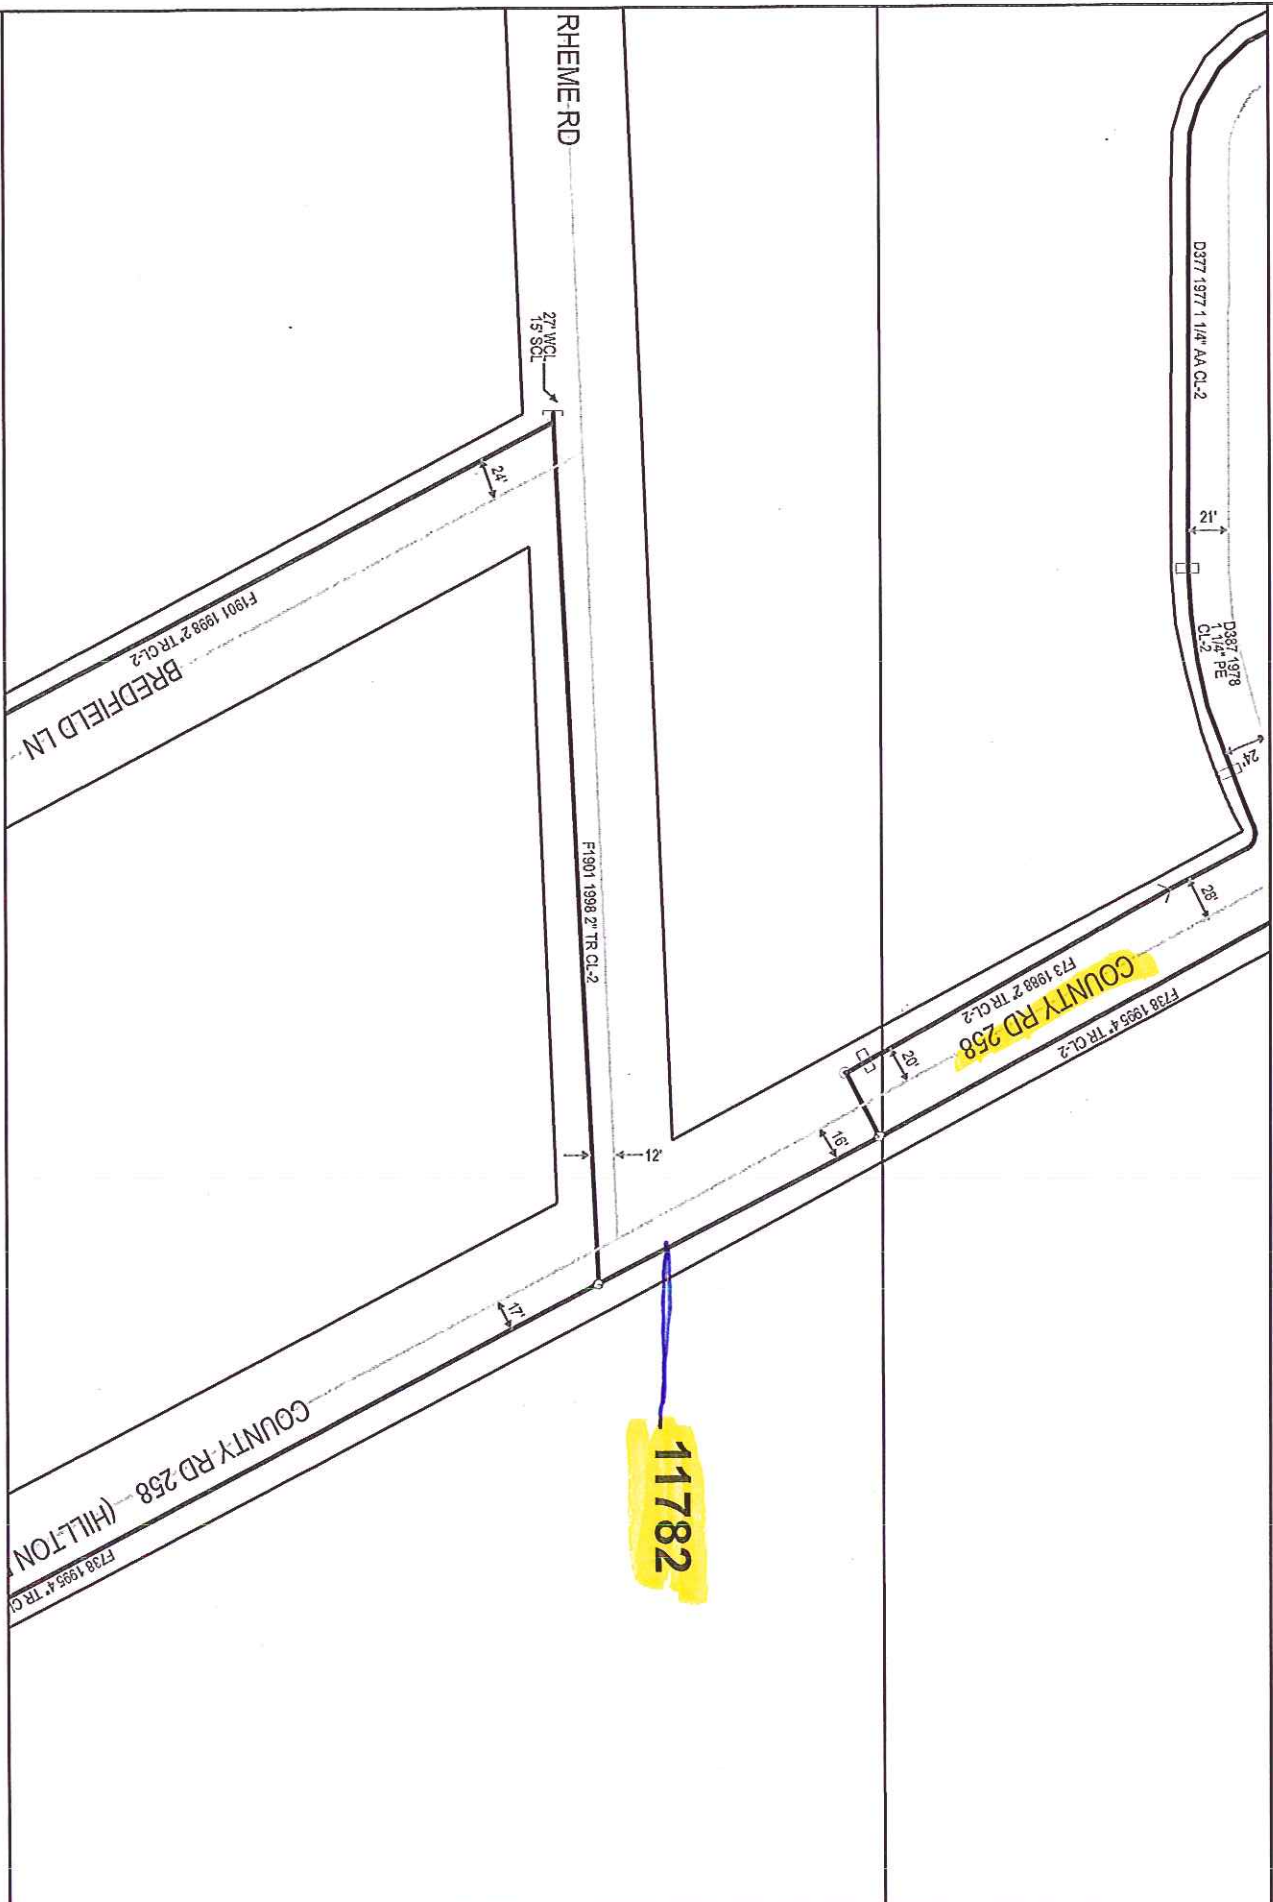 RHEME RD
D377 1977 1 1/4" AA CL-2
27' WCL
15' SCL
24'
21'
D387 1978
1 1/4" PE
CL-2
24'
F1901 1998 2" TR CL-2
BREDFIELD LN
F1901 1998 2" TR CL-2
28'
F73 1988 2" TR CL-2
COUNTY RD 258
F738 1995 4" TR CL-2
20'
16'
12'
17'
COUNTY RD 258 (HILLTON
F738 1995 4" TR CL
11782